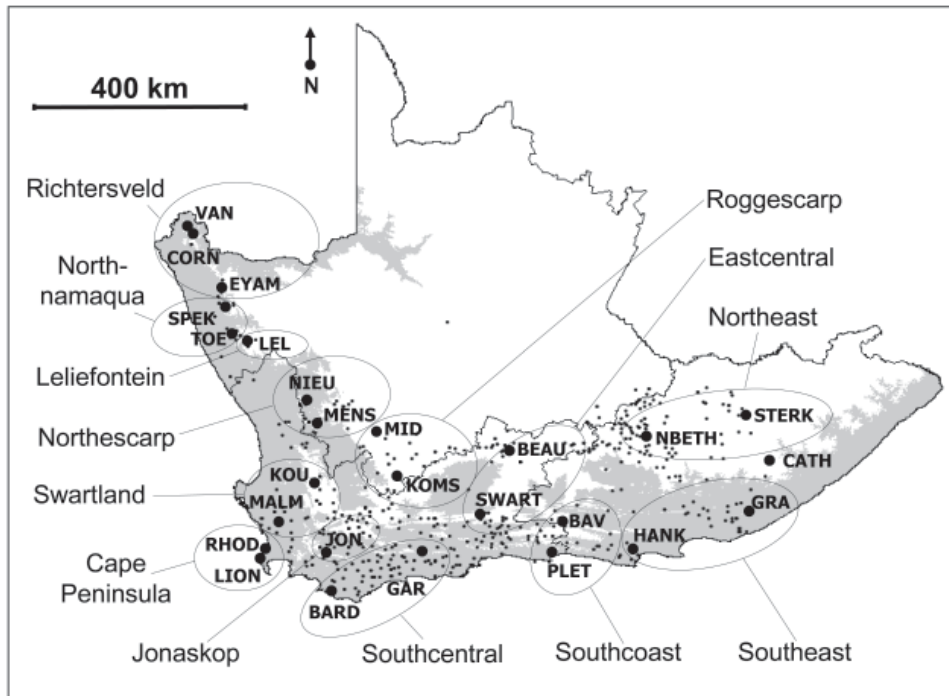 N
400 km
Richtersveld
Roggescarp
VAN
CORN
Eastcentral
North-
namaqua
EYAM
Northeast
SPEK
TOE
LEL
Leliefontein
NIEU
MENS
STERK
MID
NBETH
Northescarp
BEAU
CATH
KOU
KOMS
Swartland
MALM
SWART
GRA
BAV
RHOD
JON
HANK
Cape
Peninsula
LION
PLET
GAR
BARD
Jonaskop
Southcentral
Southcoast
Southeast